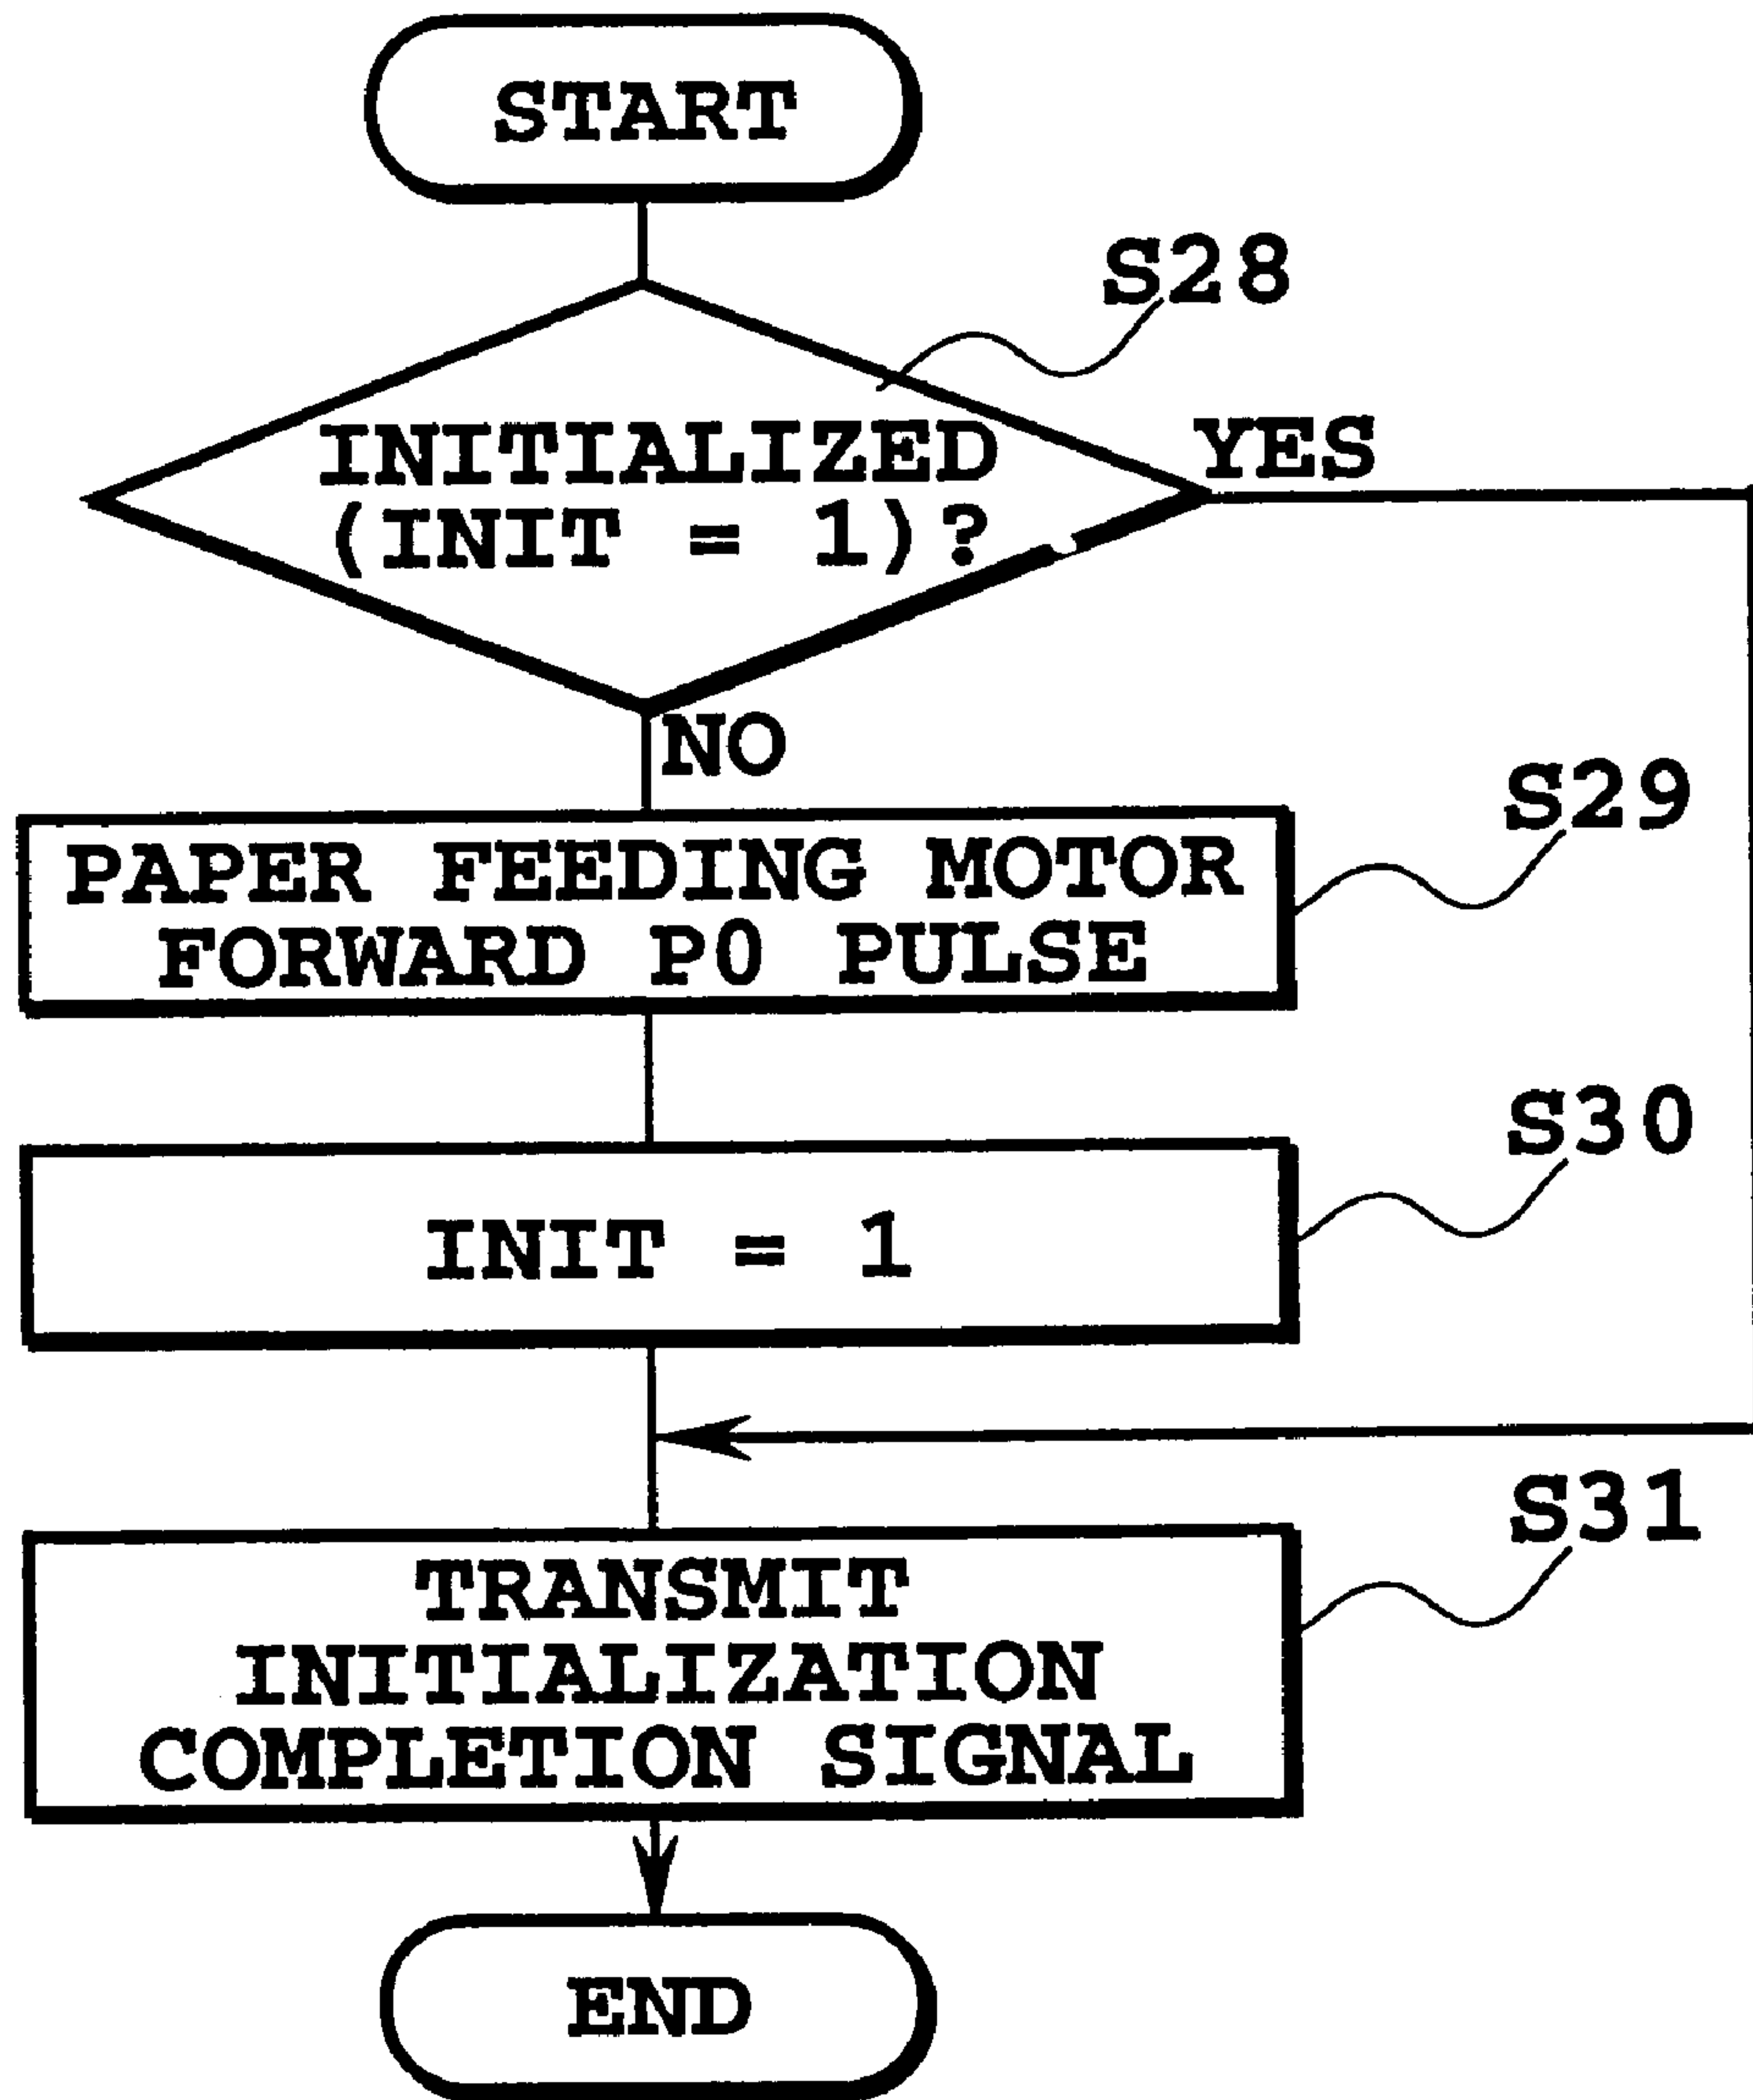 START
S28
INITIALIZED
(INIT = 1)?
YES
NO
S29
PAPER FEEDING MOTOR
FORWARD P0 PULSE
S30
INIT = 1
S31
TRANSMIT
INITIALIZATION
COMPLETION SIGNAL
END